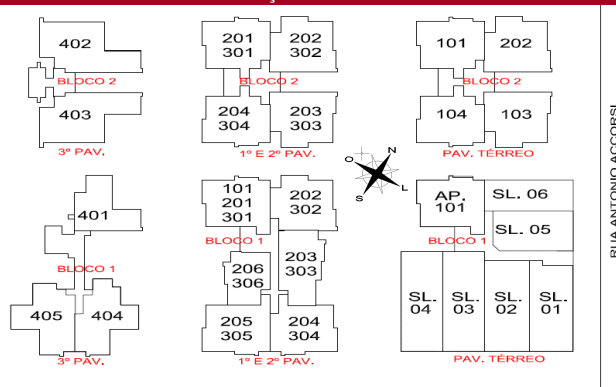 402
BLOCO 2
403
3º PAV.
201
301
202
302
BLOCO 2
204
304
203
303
1º E 2º PAV.
101
202
BLOCO 2
104
103
PAV. TÉRREO
N
O
L
S
401
BLOCO 1
405
404
3º PAV.
101
201
301
202
302
BLOCO 1
203
303
206
306
205
305
204
304
1º E 2º PAV.
AP.
101
SL. 06
SL. 05
BLOCO 1
SL.
04
SL.
03
SL.
02
SL.
01
PAV. TÉRREO
RUA ANTONIO ACCORSI